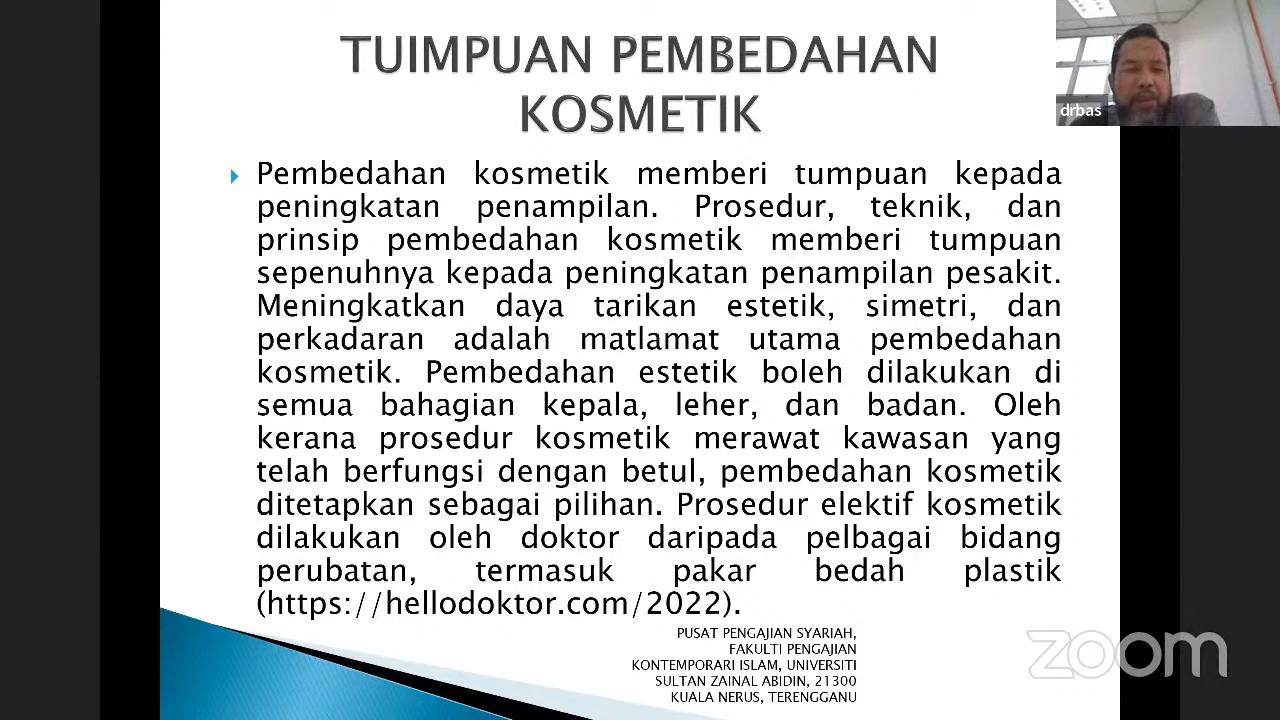 TUIMPUAN PEMBEDAHAN
KOSMETIK
drbas
Pembedahan kosmetik memberi tumpuan kepada
peningkatan penampilan. Prosedur, teknik, dan
prinsip pembedahan kosmetik memberi tumpuan
sepenuhnya kepada peningkatan penampilan pesakit.
Meningkatkan daya tarikan estetik, simetri, dan
perkadaran adalah matlamat utama pembedahan
kosmetik. Pembedahan estetik boleh dilakukan di
semua bahagian kepala, leher, dan badan. Oleh
kerana prosedur kosmetik merawat kawasan yang
telah berfungsi dengan betul, pembedahan kosmetik
ditetapkan sebagai pilihan. Prosedur elektif kosmetik
dilakukan oleh doktor daripada pelbagai bidang
perubatan, termasuk pakar bedah plastik
(https://hellodoktor.com/2022).
PUSAT PENGAJIAN SYARIAH,
FAKULTI PENGAJIAN
KONTEMPORARI ISLAM, UNIVERSITI
SULTAN ZAINAL ABIDIN, 21300
KUALA NERUS, TERENGGANU
zoom